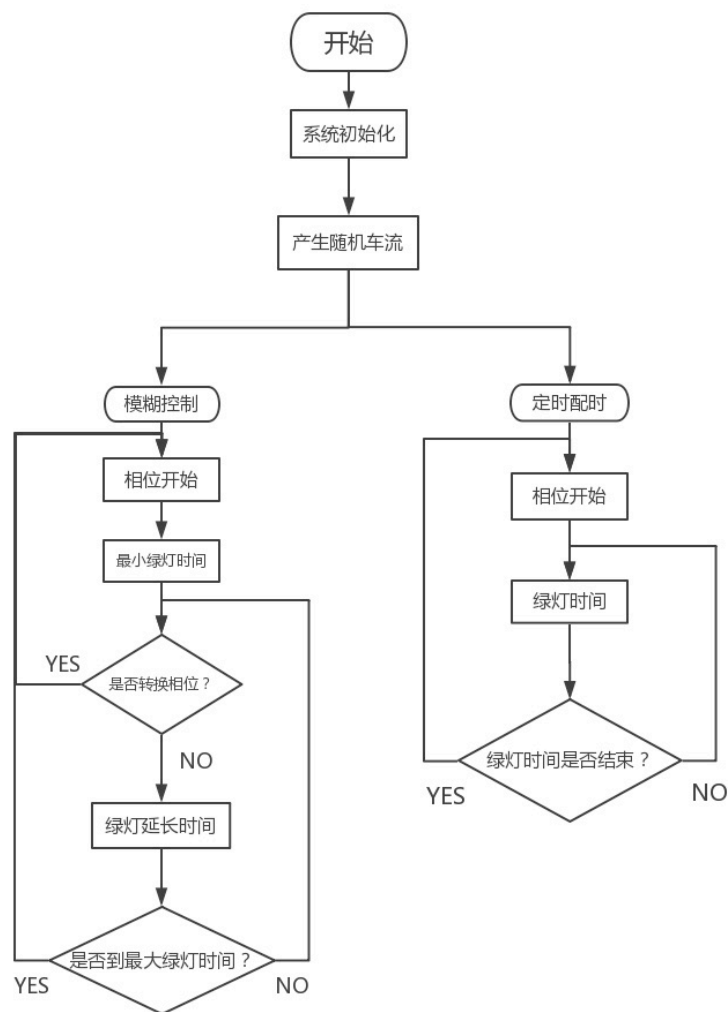 开始
系统初始化
产生随机车流
模糊控制
相位开始
最小绿灯时间
YES
是否转换相位？
NO
绿灯延长时间
是否到最大绿灯时间？
YES
NO
定时配时
相位开始
绿灯时间
绿灯时间是否结束？
YES
NO